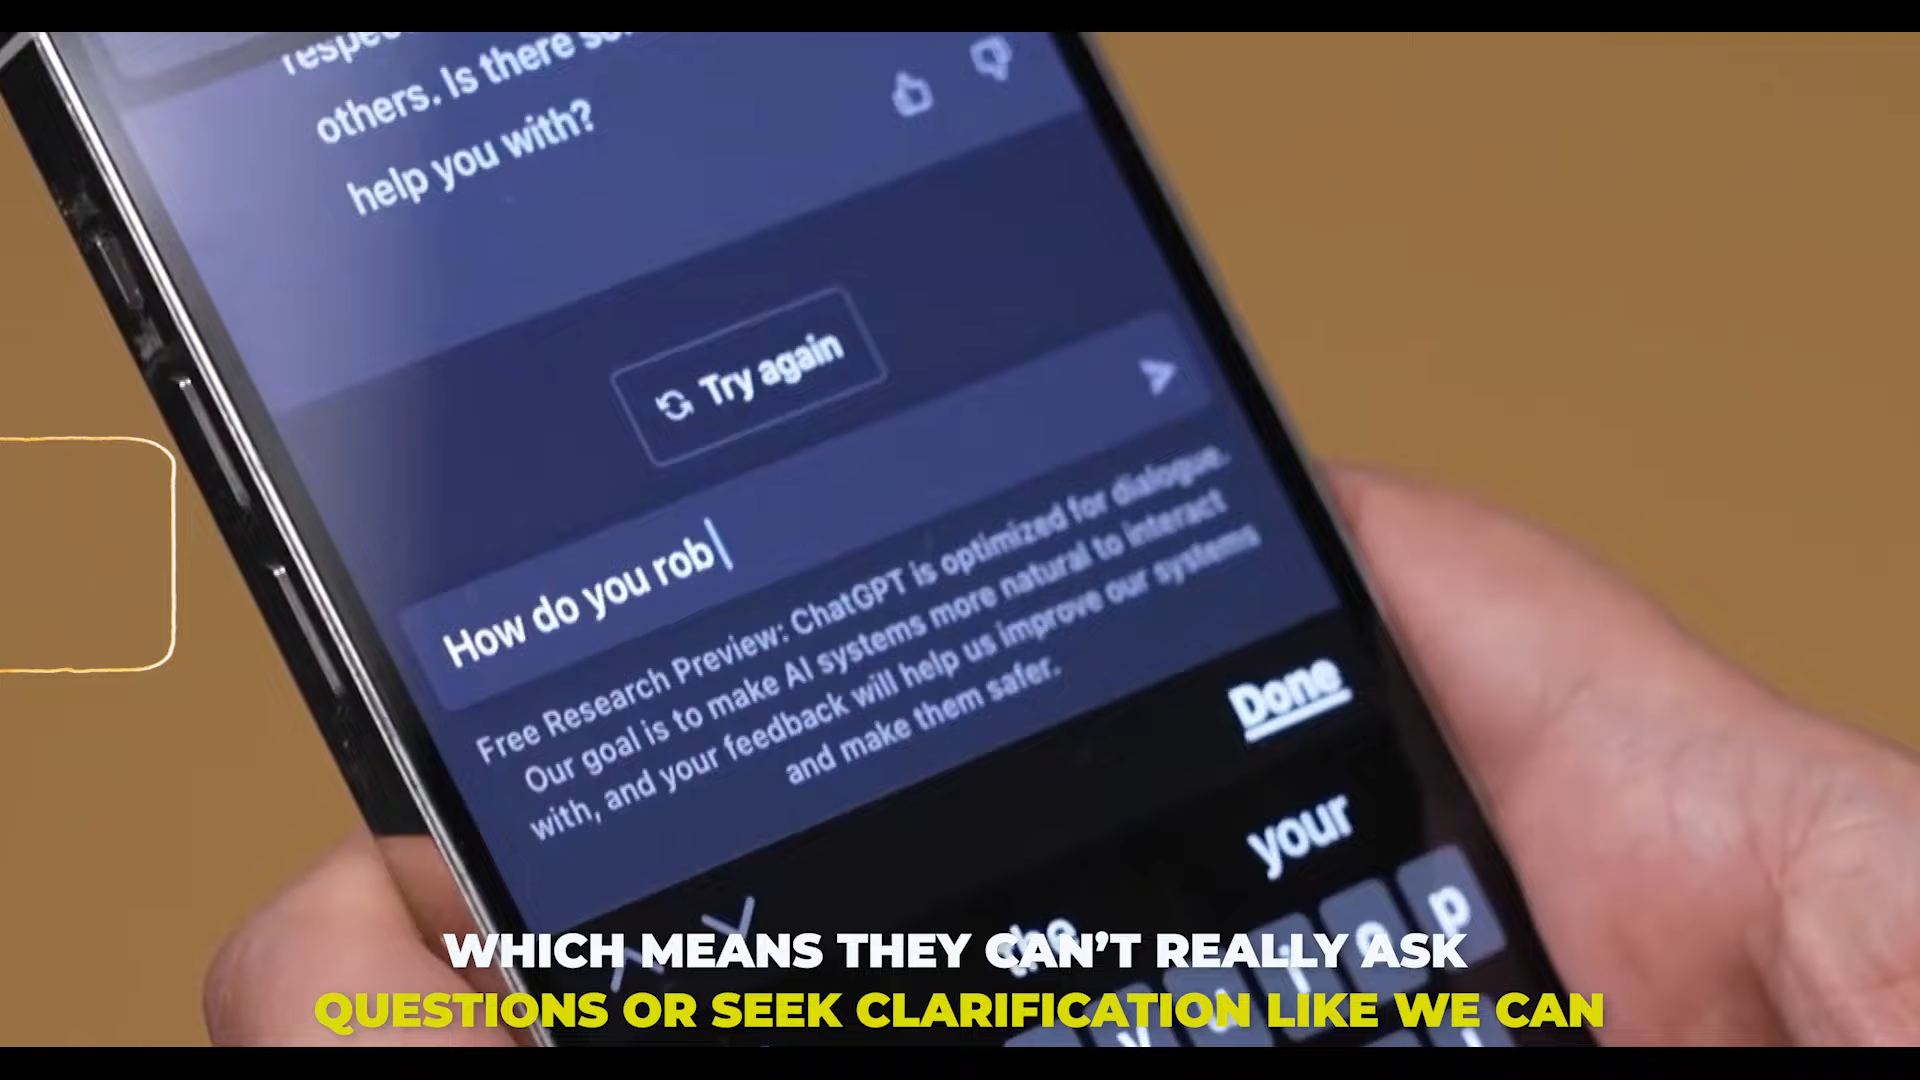 others. Is there
help you with?
Try again
How do you rob
Free Research Preview: ChatGPT is optimized for dialogue.
Our goal is to make AI systems more natural to interact
with, and your feedback will help us improve our systems
and make them safer.
Done
the
your
i
o
p
WHICH MEANS THEY CAN'T REALLY ASK
QUESTIONS OR SEEK CLARIFICATION LIKE WE CAN